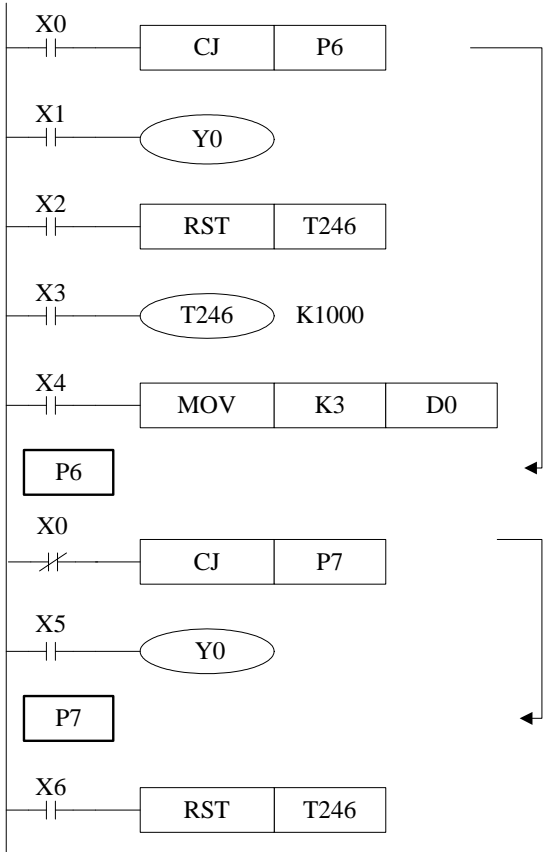 X0
CJ P6
X1
Y0
X2
RST T246
X3
T246 K1000
X4
MOV K3 D0
P6
X0
CJ P7
X5
Y0
P7
X6
RST T246